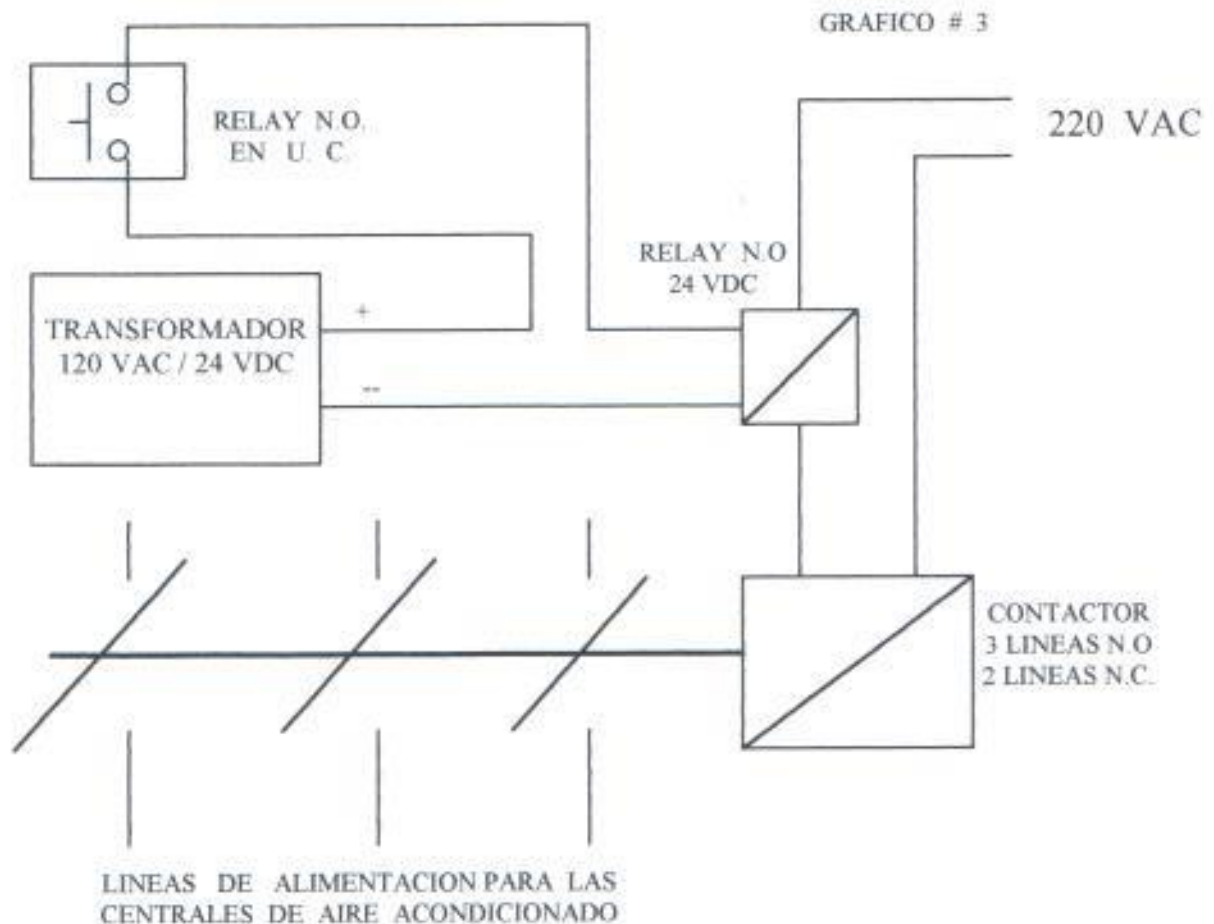 GRAFICO # 3
220 VAC
RELAY N.O.
EN U. C.
RELAY N.O
24 VDC
+
TRANSFORMADOR
120 VAC / 24 VDC
--
CONTACTOR
3 LINEAS N.O
2 LINEAS N.C.
LINEAS DE ALIMENTACION PARA LAS
CENTRALES DE AIRE ACONDICIONADO